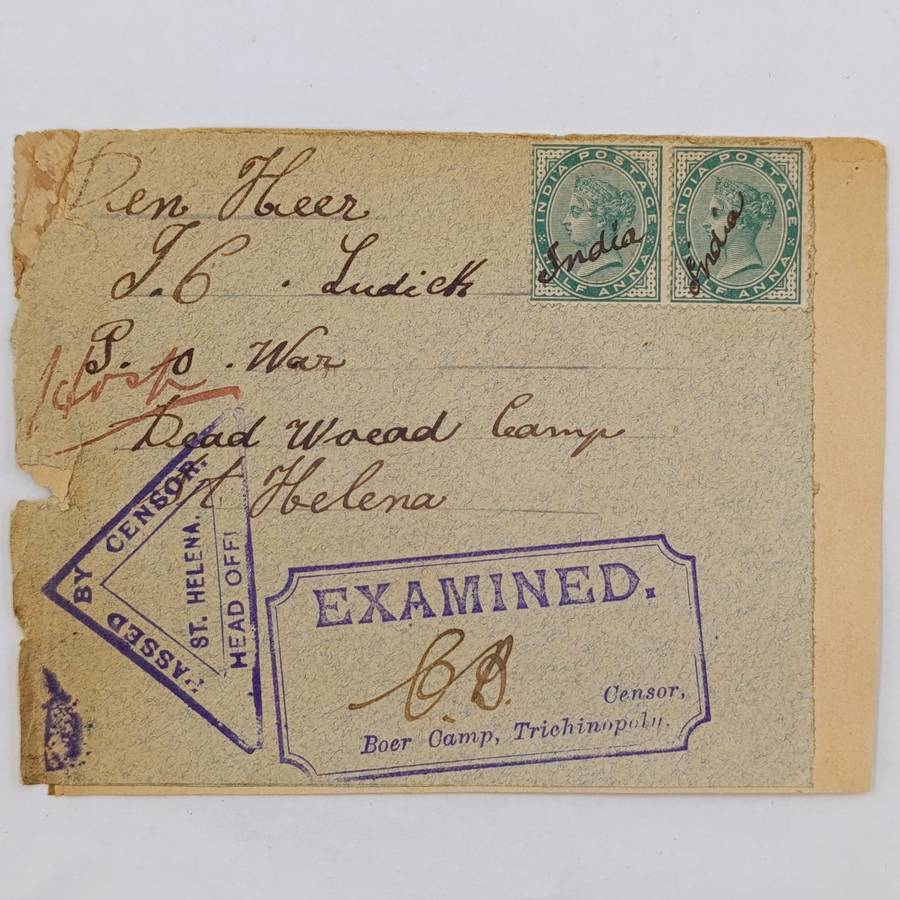 Den Heer
J.C. Ludick
P. O. War
Hosp
Dead Woead Camp
St Helena
INDIA POSTAGE
HALF ANNA
India
INDIA POSTAGE
HALF ANNA
India
PASSED BY CENSOR.
ST. HELENA.
HEAD OFFI
EXAMINED.
C.B.
Censor,
Boer Camp, Trichinopoly.